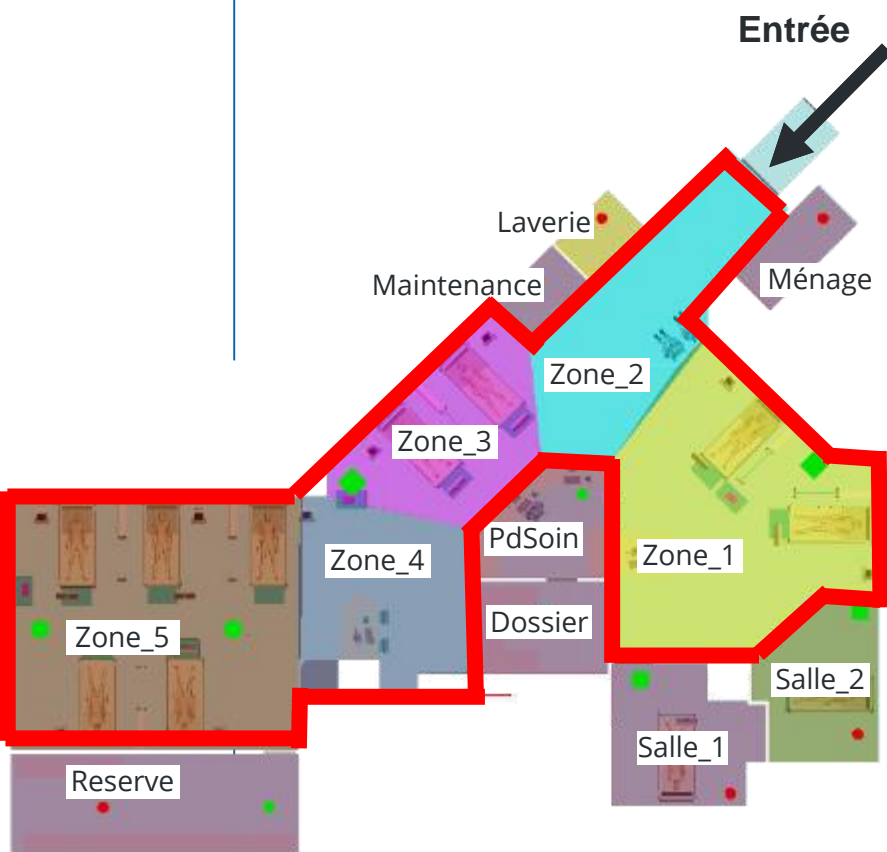 Entrée
Laverie
Maintenance
Ménage
Zone_2
Zone_3
PdSoin
Zone_4
Zone_1
Dossier
Zone_5
Salle_2
Salle_1
Reserve